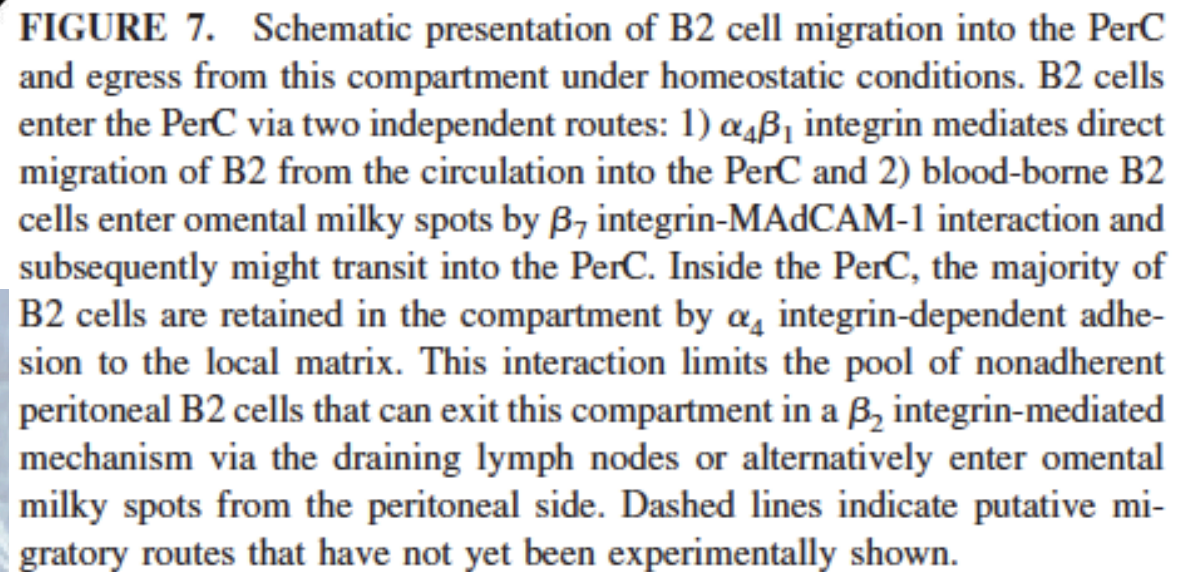 FIGURE 7. Schematic presentation of B2 cell migration into the PerC
and egress from this compartment under homeostatic conditions. B2 cells
enter the PerC via two independent routes: 1) α₄β₁ integrin mediates direct
migration of B2 from the circulation into the PerC and 2) blood-borne B2
cells enter omental milky spots by β₇ integrin-MAdCAM-1 interaction and
subsequently might transit into the PerC. Inside the PerC, the majority of
B2 cells are retained in the compartment by α₄ integrin-dependent adhe-
sion to the local matrix. This interaction limits the pool of nonadherent
peritoneal B2 cells that can exit this compartment in a β₂ integrin-mediated
mechanism via the draining lymph nodes or alternatively enter omental
milky spots from the peritoneal side. Dashed lines indicate putative mi-
gratory routes that have not yet been experimentally shown.